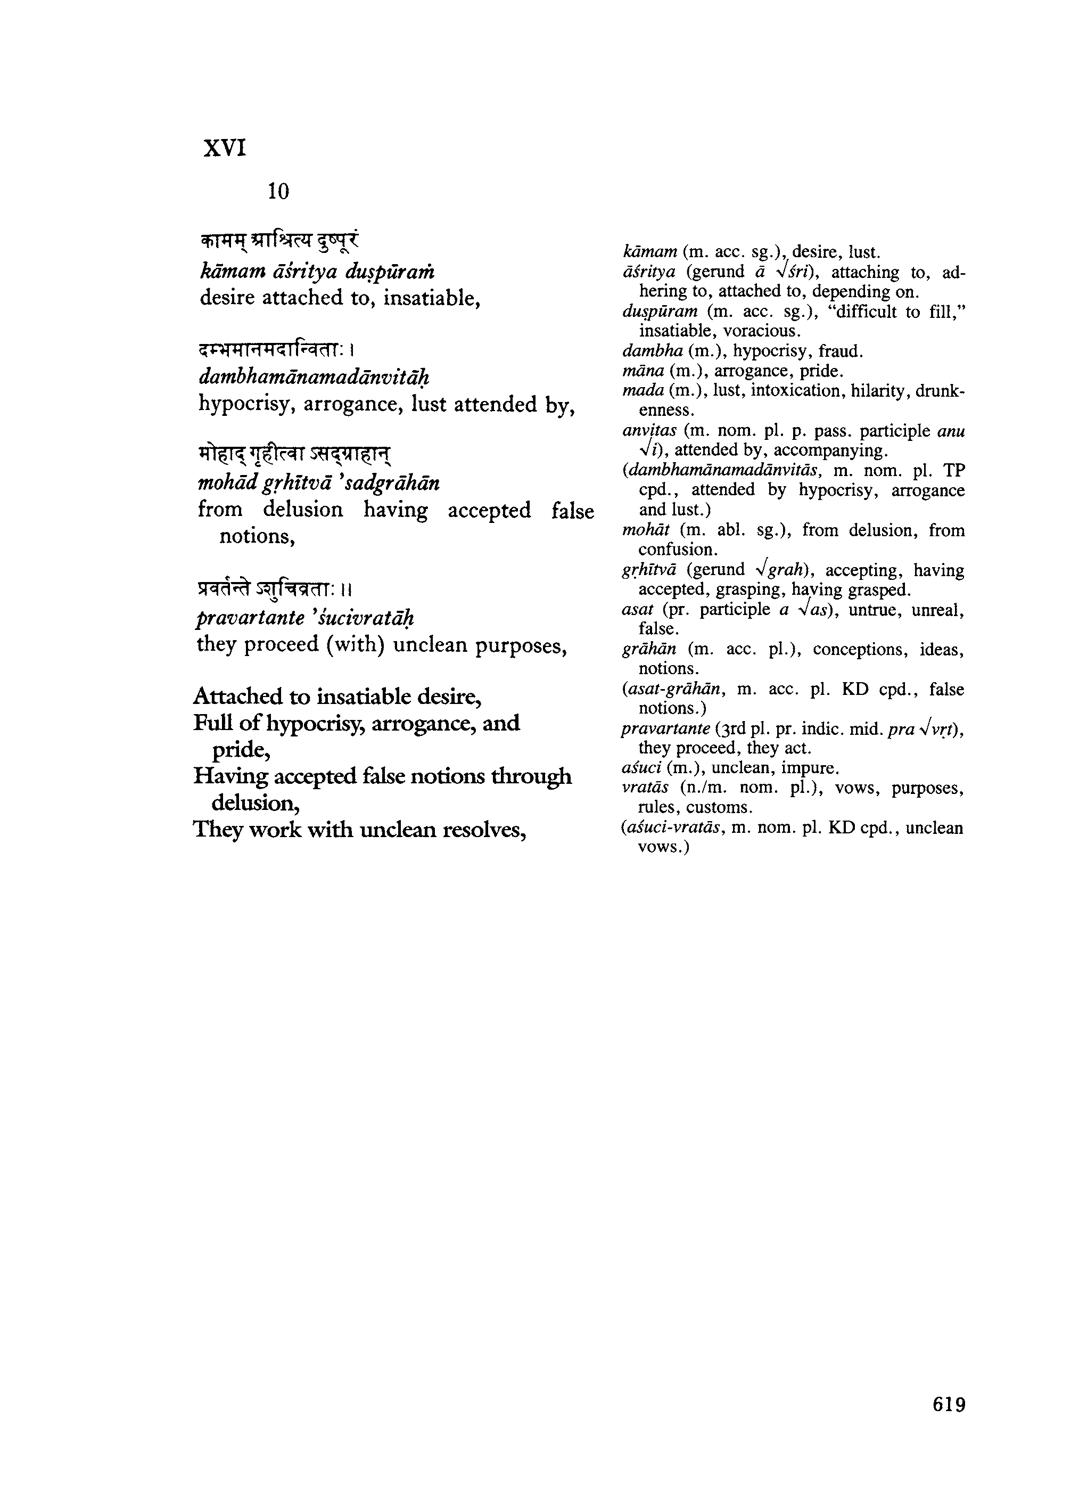 XVI
10
कामम् आश्रित्य दुष्पूरं
kāmam āśritya duṣpūraṁ
desire attached to, insatiable,
दम्भमानमदान्विताः ।
dambhamānamadānvitāḥ
hypocrisy, arrogance, lust attended by,
मोहाद् गृहीत्वा ऽसद्ग्राहान्
mohād gṛhītvā ’sadgrāhān
from delusion having accepted false
notions,
प्रवर्तन्ते ऽशुचिव्रताः ।।
pravartante ’śucivratāḥ
they proceed (with) unclean purposes,
Attached to insatiable desire,
Full of hypocrisy, arrogance, and
pride,
Having accepted false notions through
delusion,
They work with unclean resolves,
kāmam (m. acc. sg.), desire, lust.
āśritya (gerund ā √śri), attaching to, ad-
hering to, attached to, depending on.
duṣpūram (m. acc. sg.), “difficult to fill,”
insatiable, voracious.
dambha (m.), hypocrisy, fraud.
māna (m.), arrogance, pride.
mada (m.), lust, intoxication, hilarity, drunk-
enness.
anvitas (m. nom. pl. p. pass. participle anu
√i), attended by, accompanying.
(dambhamānamadānvitās, m. nom. pl. TP
cpd., attended by hypocrisy, arrogance
and lust.)
mohāt (m. abl. sg.), from delusion, from
confusion.
gṛhītvā (gerund √grah), accepting, having
accepted, grasping, having grasped.
asat (pr. participle a √as), untrue, unreal,
false.
grāhān (m. acc. pl.), conceptions, ideas,
notions.
(asat-grāhān, m. acc. pl. KD cpd., false
notions.)
pravartante (3rd pl. pr. indic. mid. pra √vṛt),
they proceed, they act.
aśuci (m.), unclean, impure.
vratās (n./m. nom. pl.), vows, purposes,
rules, customs.
(aśuci-vratās, m. nom. pl. KD cpd., unclean
vows.)
619